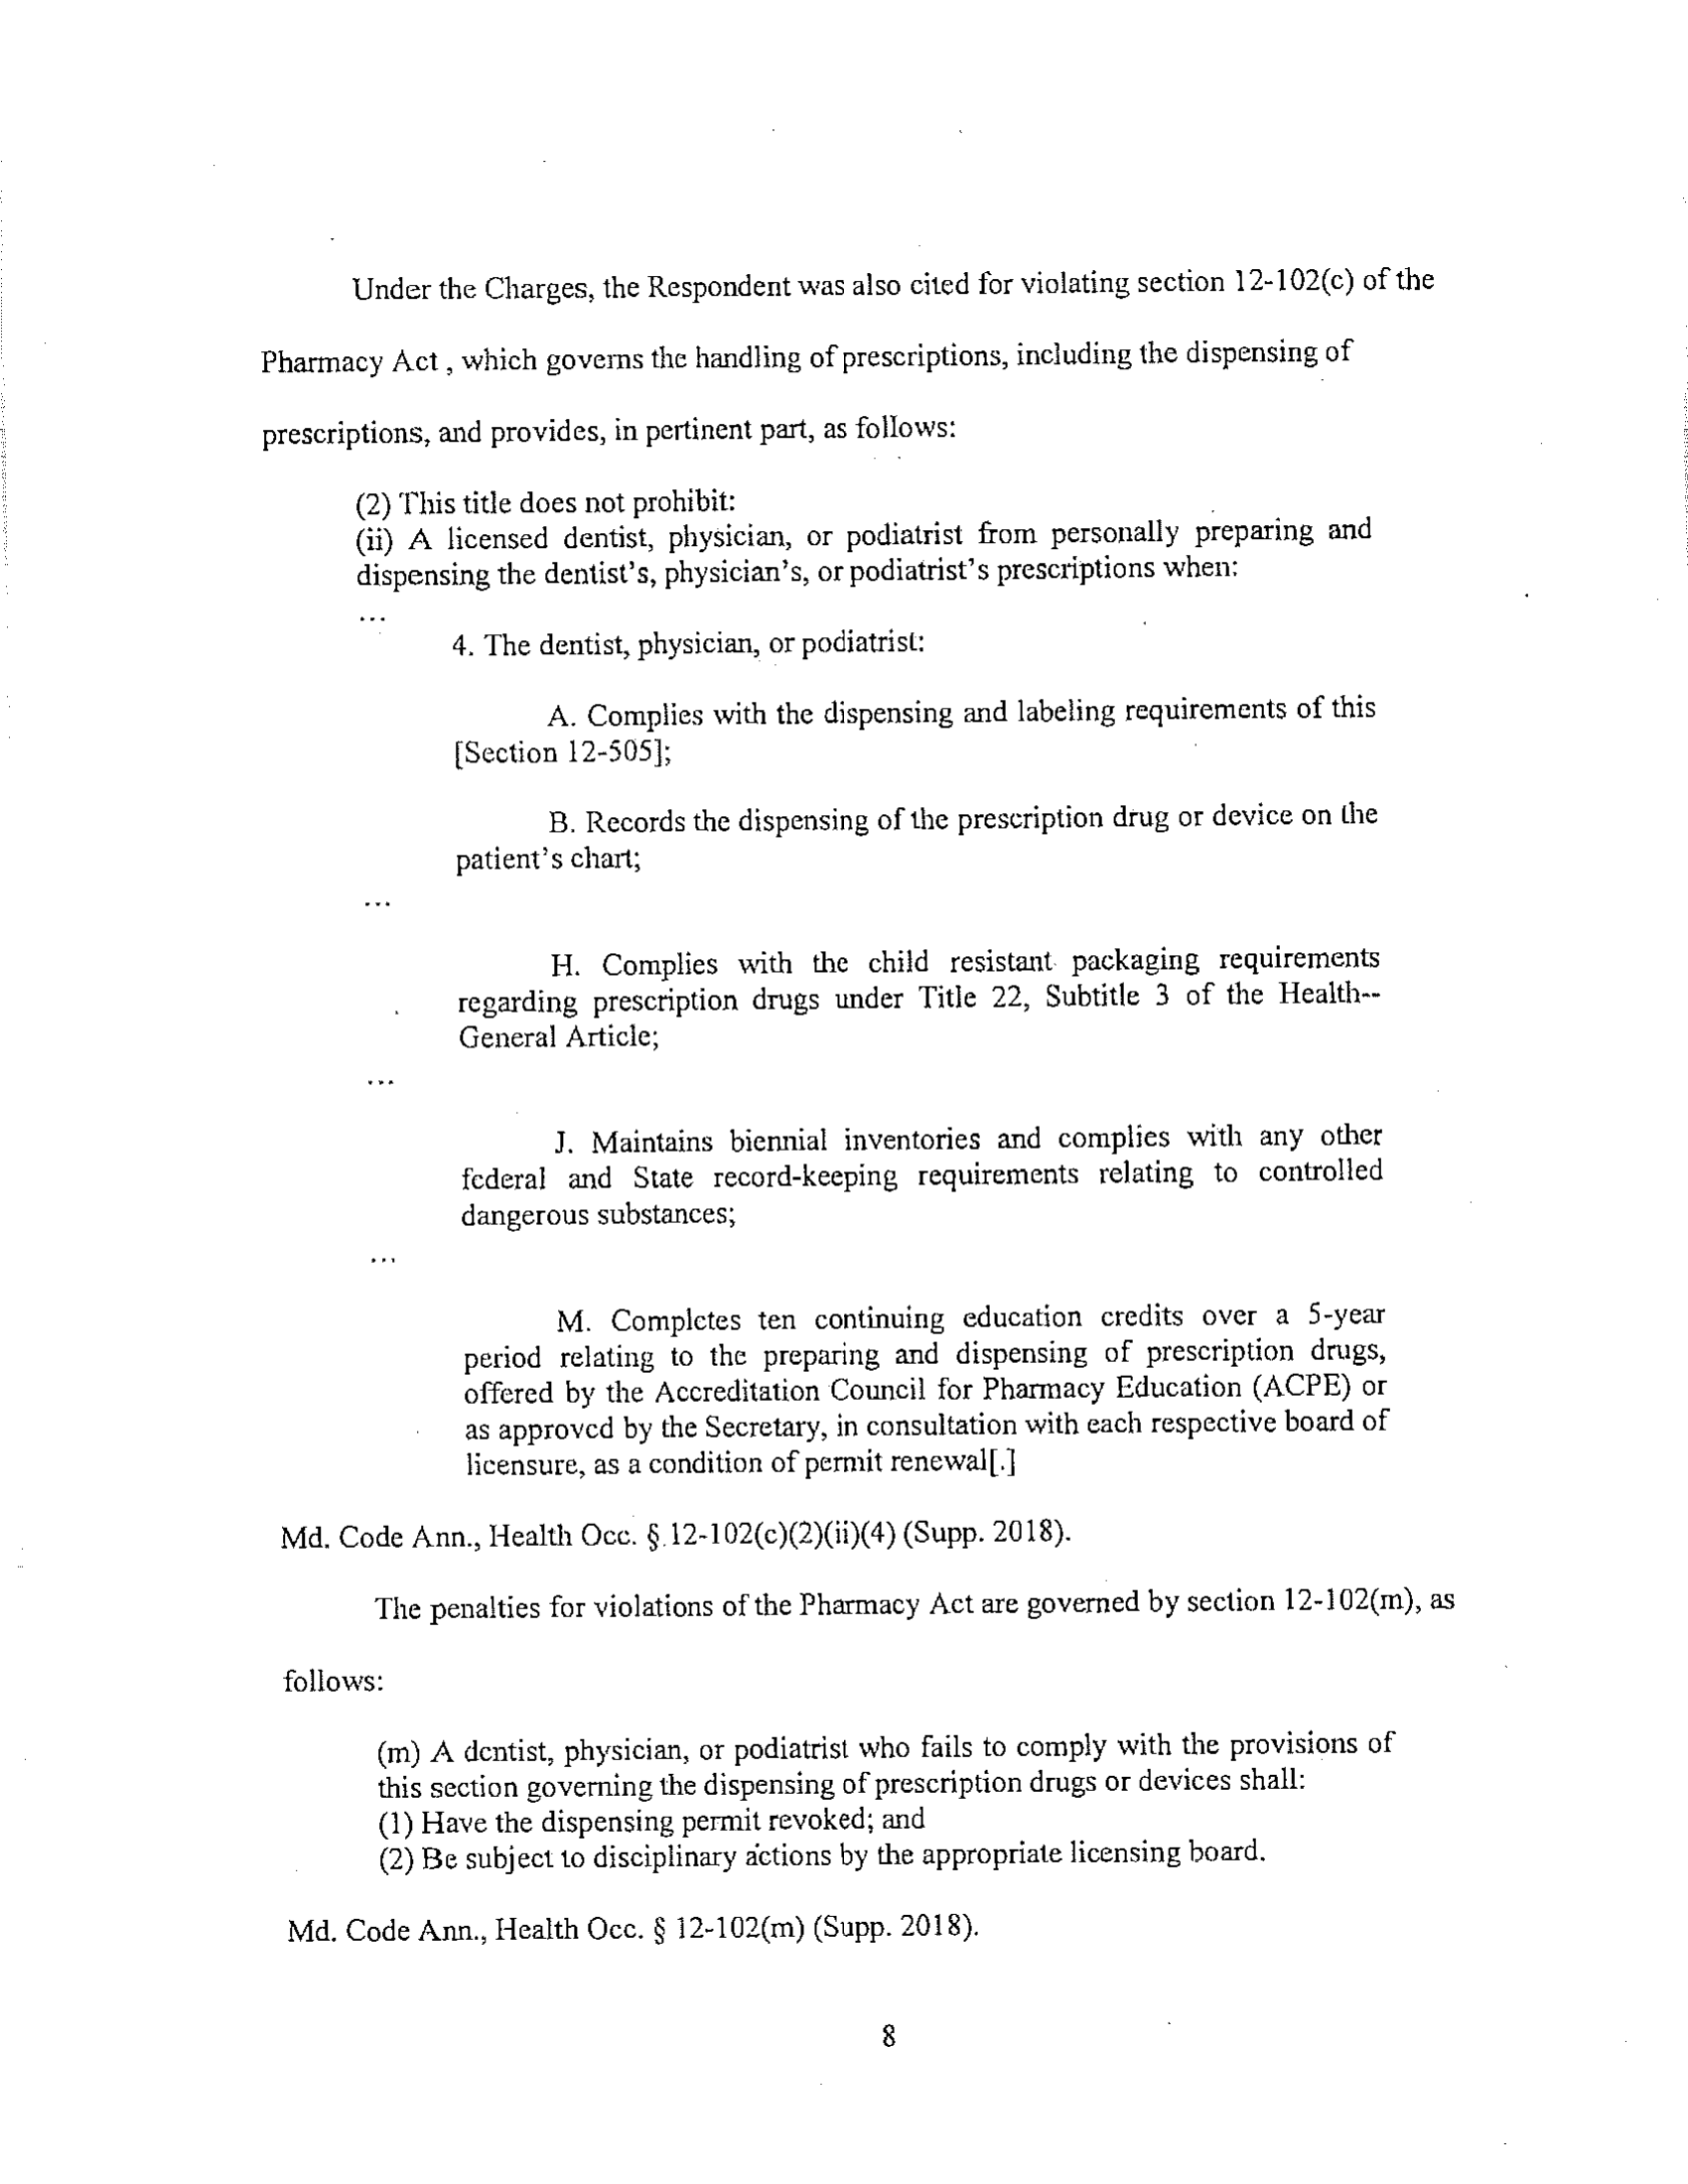 Under the Charges, the Respondent was also cited for violating section 12-102(c) of the
Pharmacy Act , which governs the handling of prescriptions, including the dispensing of
prescriptions, and provides, in pertinent part, as follows:
(2) This title does not prohibit:
(ii) A licensed dentist, physician, or podiatrist from personally preparing and
dispensing the dentist's, physician's, or podiatrist's prescriptions when:
...
4. The dentist, physician, or podiatrist:
A. Complies with the dispensing and labeling requirements of this
[Section 12-505];
B. Records the dispensing of the prescription drug or device on the
patient's chart;
...
H. Complies with the child resistant packaging requirements
regarding prescription drugs under Title 22, Subtitle 3 of the Health--
General Article;
...
J. Maintains biennial inventories and complies with any other
federal and State record-keeping requirements relating to controlled
dangerous substances;
...
M. Completes ten continuing education credits over a 5-year
period relating to the preparing and dispensing of prescription drugs,
offered by the Accreditation Council for Pharmacy Education (ACPE) or
as approved by the Secretary, in consultation with each respective board of
licensure, as a condition of permit renewal[.]
Md. Code Ann., Health Occ. § 12-102(c)(2)(ii)(4) (Supp. 2018).
The penalties for violations of the Pharmacy Act are governed by section 12-102(m), as
follows:
(m) A dentist, physician, or podiatrist who fails to comply with the provisions of
this section governing the dispensing of prescription drugs or devices shall:
(1) Have the dispensing permit revoked; and
(2) Be subject to disciplinary actions by the appropriate licensing board.
Md. Code Ann., Health Occ. § 12-102(m) (Supp. 2018).
8